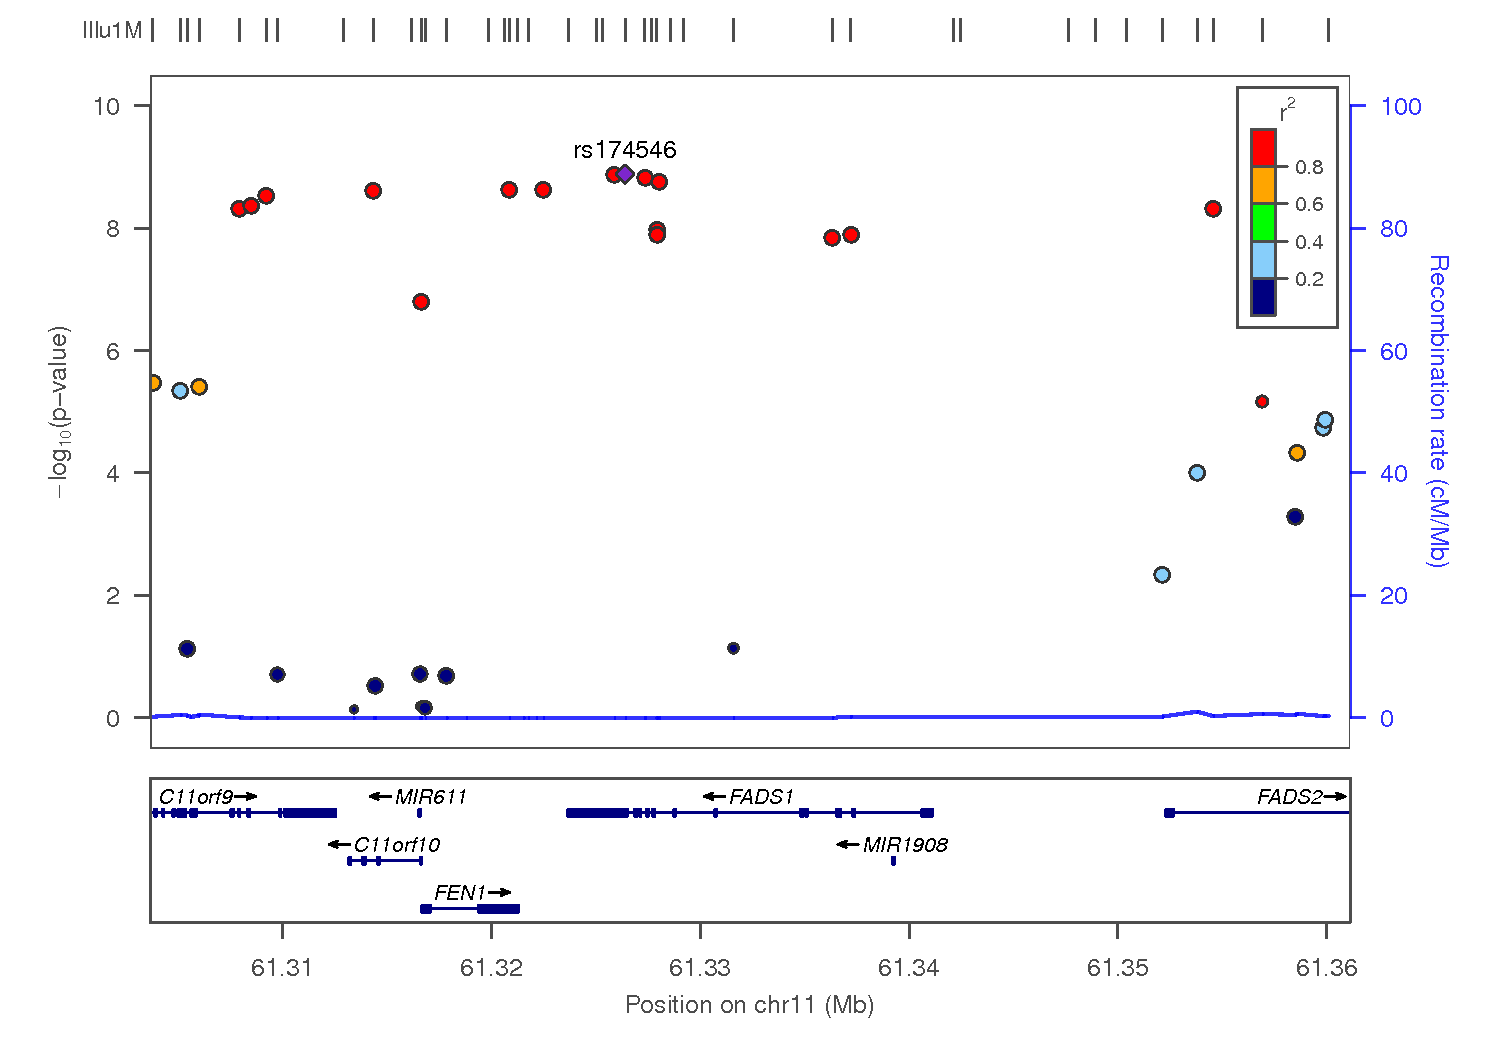 Illu1M
10
8
6
4
2
0
−log10(p−value)
100
80
60
40
20
0
Recombination rate (cM/Mb)
rs174546
r2
0.8
0.6
0.4
0.2
C11orf9
MIR611
FADS1
FADS2
C11orf10
MIR1908
FEN1
61.31 61.32 61.33 61.34 61.35 61.36
Position on chr11 (Mb)